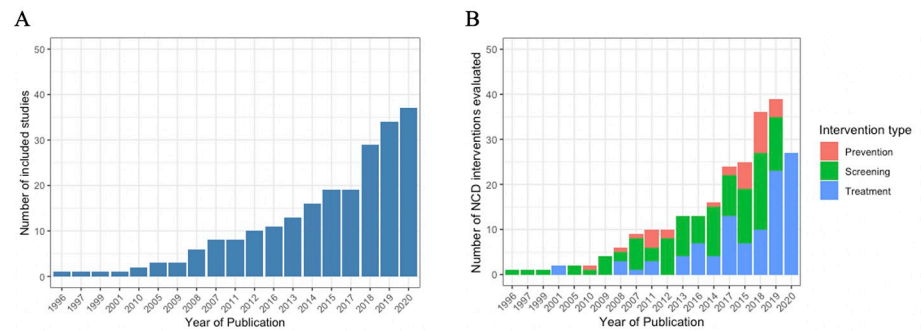 A
Number of included studies
50
40
30
20
10
0
1996 1997 1999 2001 2010 2005 2009 2008 2007 2011 2012 2016 2013 2014 2015 2017 2018 2019 2020
Year of Publication
B
Number of NCD interventions evaluated
50
40
30
20
10
0
1996 1997 1999 2001 2005 2010 2009 2008 2007 2011 2012 2013 2016 2014 2017 2015 2018 2019 2020
Year of Publication
Intervention type
Prevention
Screening
Treatment